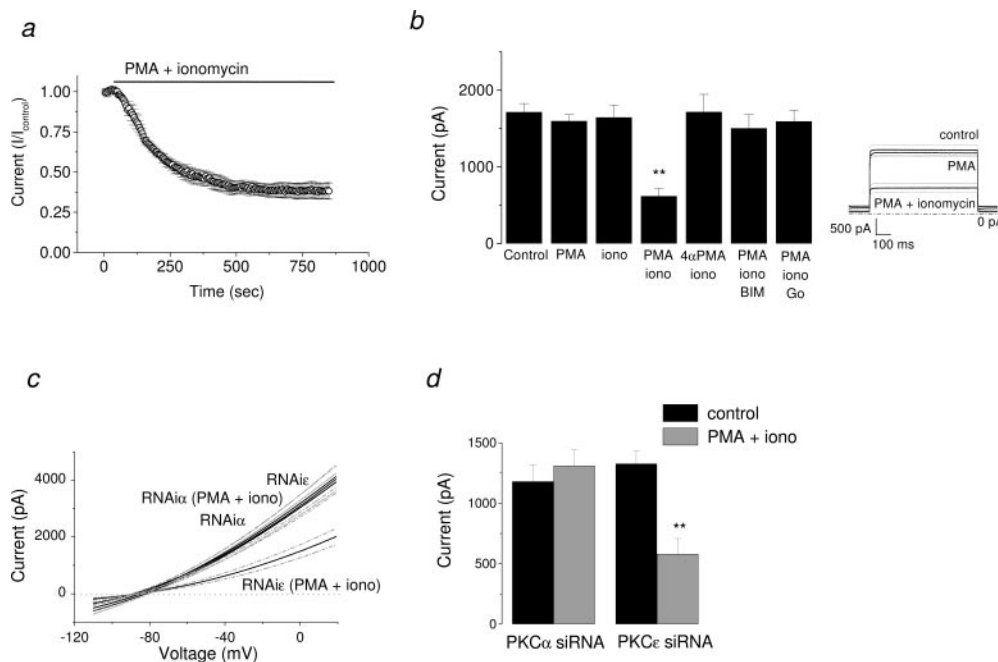 a
PMA + ionomycin
1.00
0.75
0.50
0.25
0.00
Current (I/Icontrol)
0 250 500 750 1000
Time (sec)
b
2000
1000
0
Current (pA)
**
Control PMA iono PMA iono 4αPMA iono PMA iono BIM PMA iono Go
control
PMA
PMA + ionomycin
500 pA
100 ms
0 pA
c
4000
2000
0
Current (pA)
RNAiε
RNAiα (PMA + iono)
RNAiα
RNAiε (PMA + iono)
-120 -80 -40 0
Voltage (mV)
d
control
PMA + iono
1500
1000
500
0
Current (pA)
**
PKCα siRNA PKCε siRNA